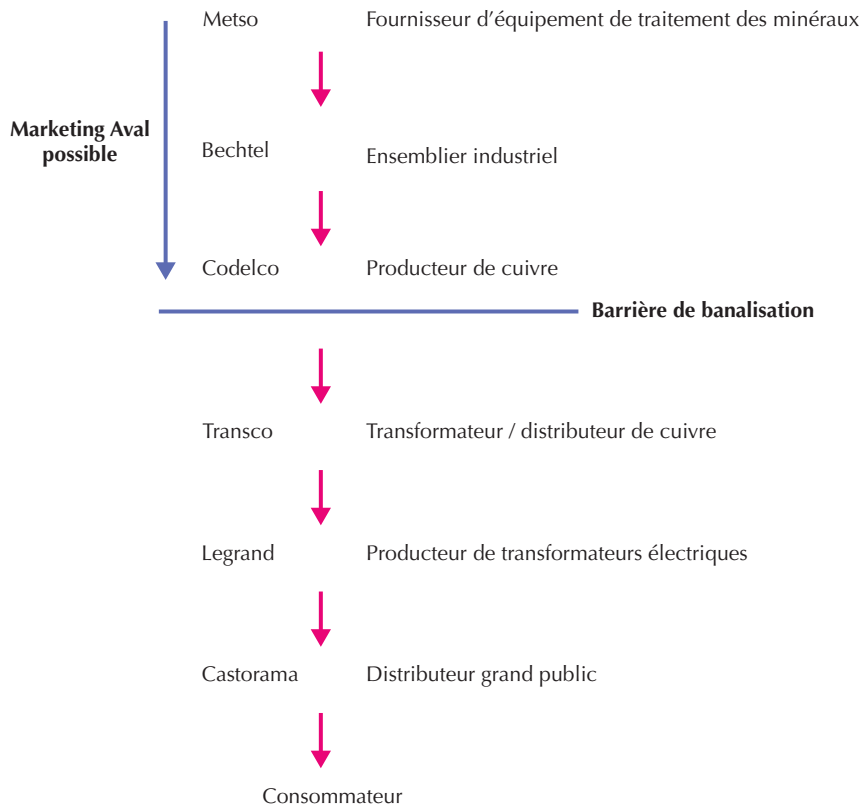 Metso Fournisseur d’équipement de traitement des minéraux
Marketing Aval
possible
Bechtel Ensemblier industriel
Codelco Producteur de cuivre
Barrière de banalisation
Transco Transformateur / distributeur de cuivre
Legrand Producteur de transformateurs électriques
Castorama Distributeur grand public
Consommateur